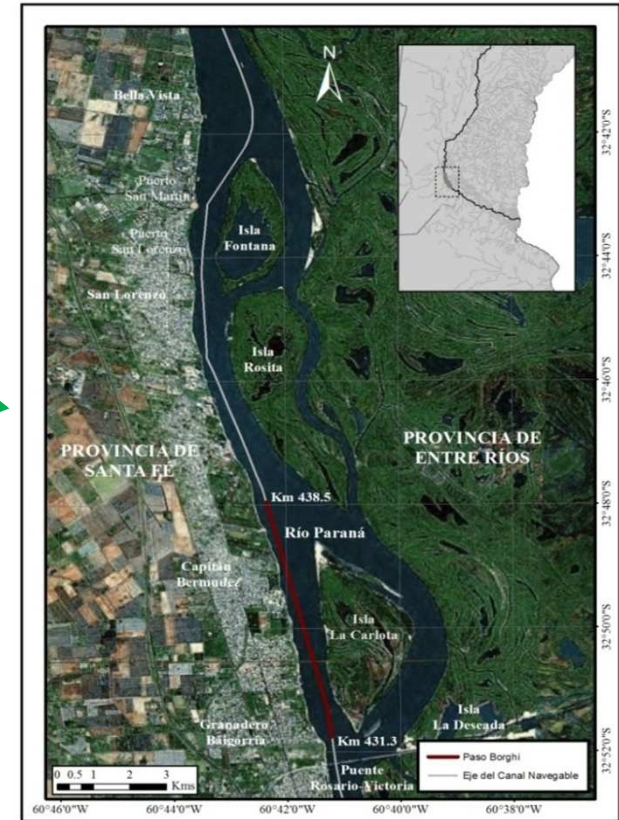 N
Bella Vista
Puerto
San Martín
Puerto
San Lorenzo
San Lorenzo
Isla
Fontana
Isla
Rosita
PROVINCIA DE
SANTA FÉ
PROVINCIA DE
ENTRE RÍOS
Km 438.5
Río Paraná
Capitán
Bermudez
Isla
La Carlota
Granadero
Baigorria
Isla
La Deseada
Km 431.3
Puente
Rosario-Victoria
Paso Borghi
Eje del Canal Navegable
0 0.5 1 2 3
Kms
32°42'0"S
32°44'0"S
32°46'0"S
32°48'0"S
32°50'0"S
32°52'0"S
60°46'0"W
60°44'0"W
60°42'0"W
60°40'0"W
60°38'0"W